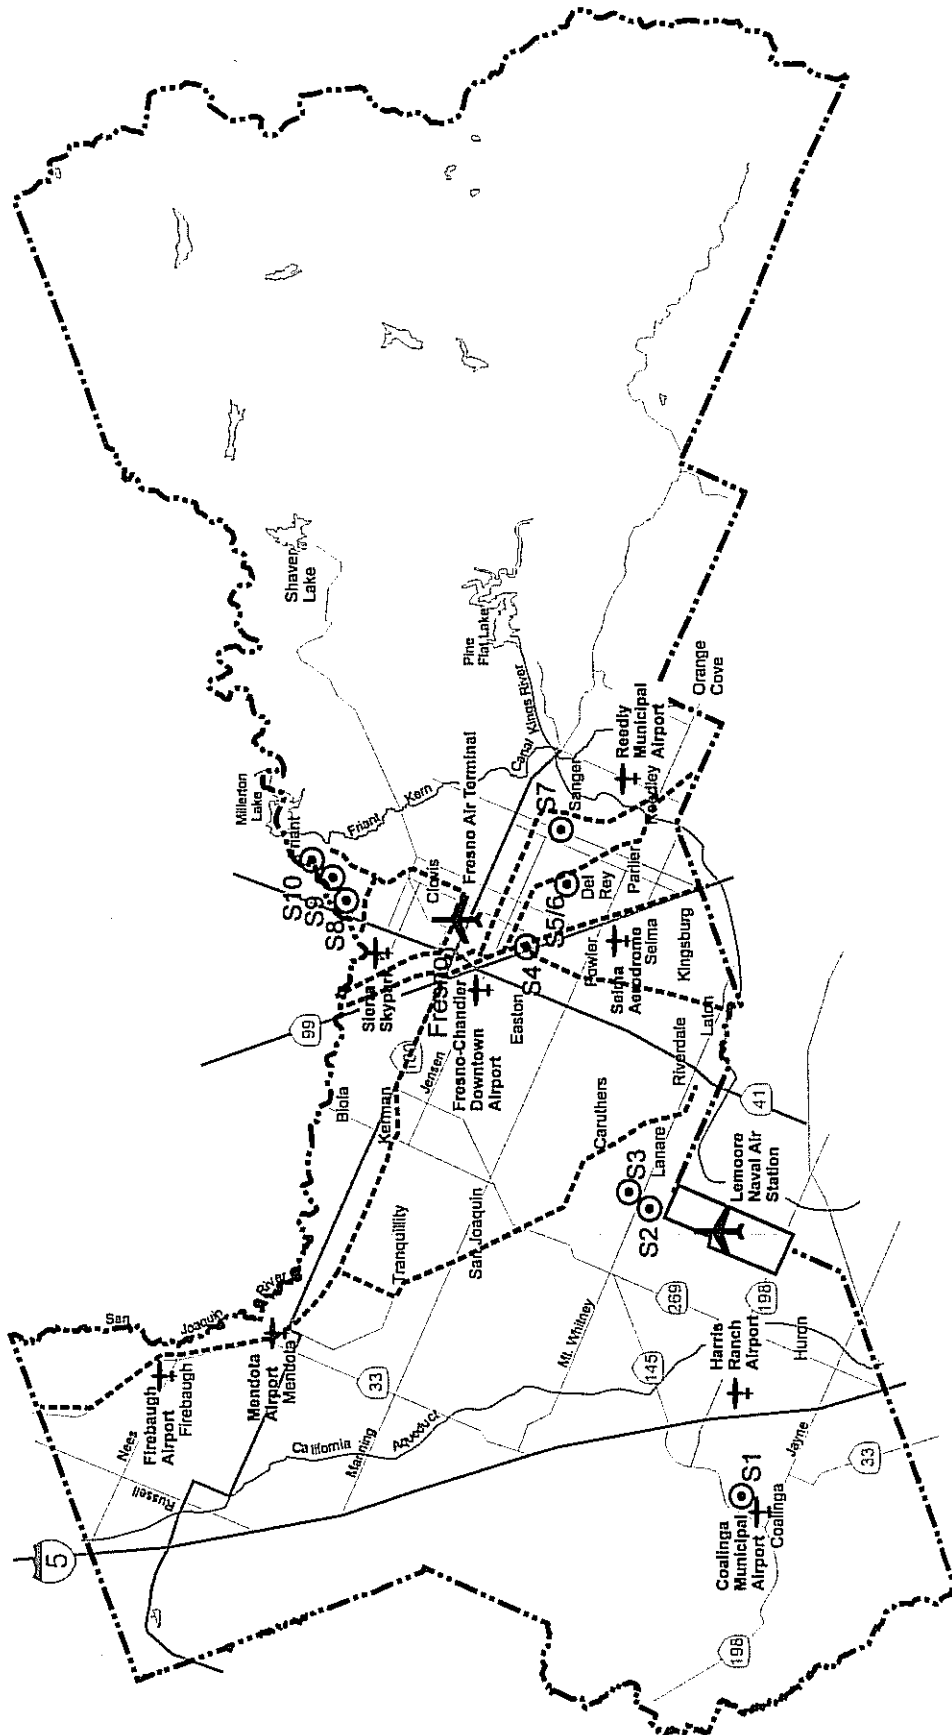 5
Nees
Russell
Firebaugh
Airport
Firebaugh
San
Joaquin
River
Mendota
Airport
Mendota
33
California
Aqueduct
Manning
Tranquillity
San Joaquin
Kerman
Biola
180
Jensen
99
Sierra
Skypark
Fresno
Fresno-Chandler
Downtown
Airport
Easton
Caruthers
Clovis
Fresno Air Terminal
Friant
Millerton
Lake
Friant
Kern
Canal
Kings River
Pine
Flat Lake
Shaver
Lake
S10
S9
S8
S7
S5/6
S4
Sanger
Del
Rey
Parlier
Reedley
Reedly
Municipal
Airport
Orange
Cove
Fowler
Selma
Aerodrome
Selma
Kingsburg
Laton
Riverdale
Lanare
41
S3
S2
Lemoore
Naval Air
Station
Mt. Whitney
269
198
145
Harris
Ranch
Airport
Huron
Jayne
33
S1
Coalinga
Municipal
Airport
Coalinga
198